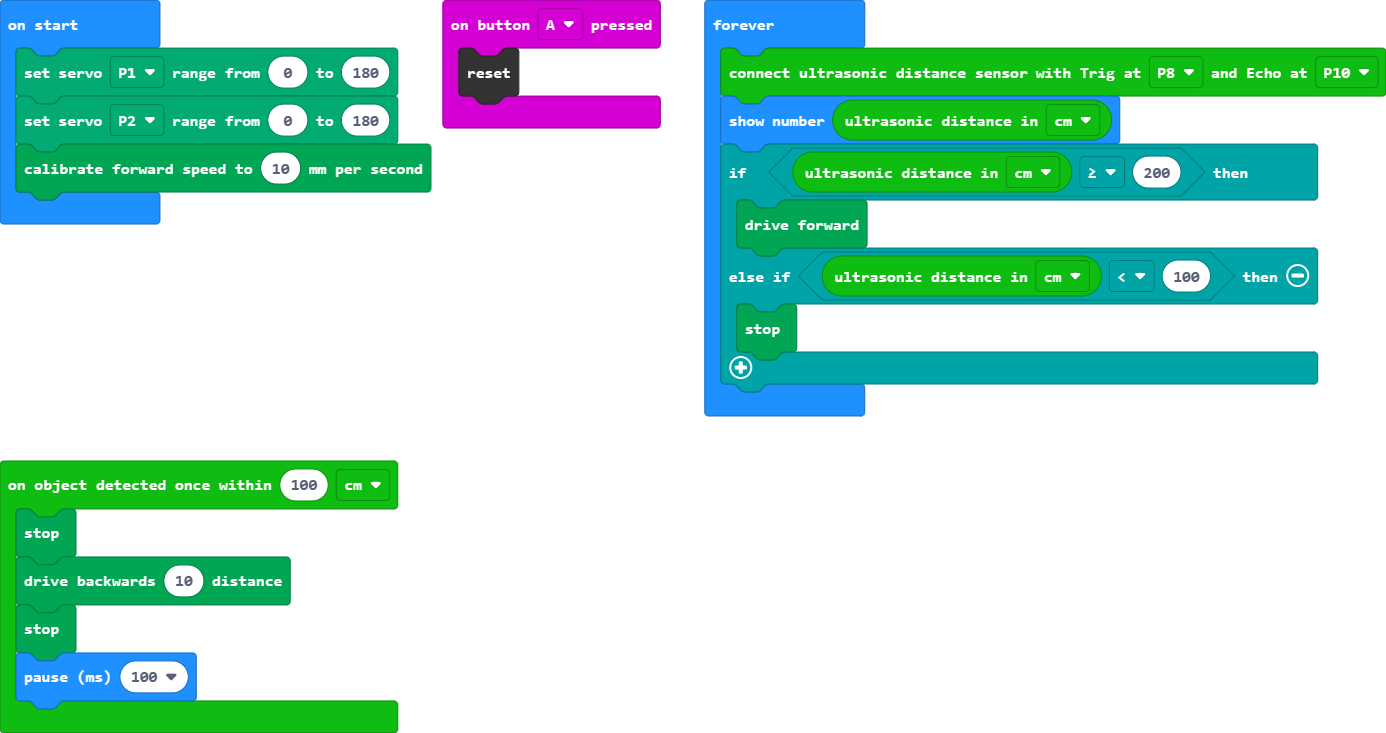 on start
set servo P1 range from 0 to 180
set servo P2 range from 0 to 180
calibrate forward speed to 10 mm per second
on button A pressed
reset
forever
connect ultrasonic distance sensor with Trig at P8 and Echo at P10
show number ultrasonic distance in cm
if ultrasonic distance in cm ≥ 200 then
drive forward
else if ultrasonic distance in cm < 100 then
stop
on object detected once within 100 cm
stop
drive backwards 10 distance
stop
pause (ms) 100